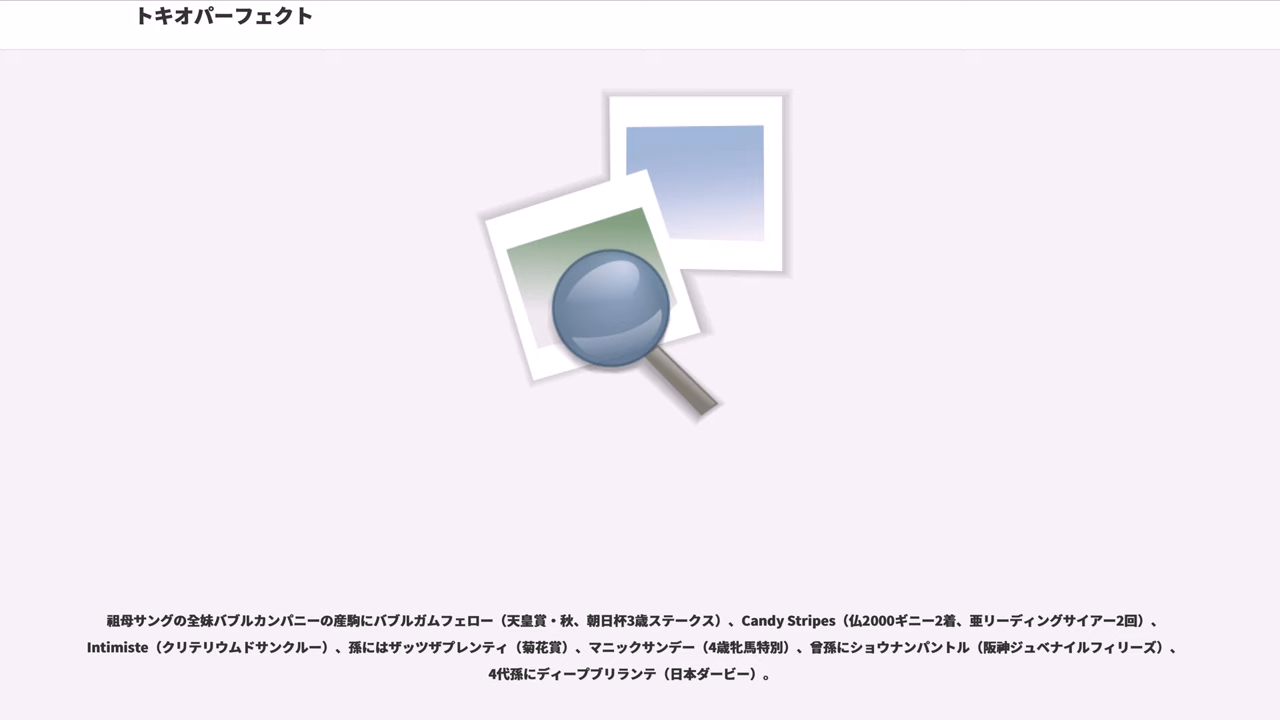 トキオパーフェクト
祖母サングの全妹バブルカンパニーの産駒にバブルガムフェロー（天皇賞・秋、朝日杯3歳ステークス）、Candy Stripes（仏2000ギニー2着、亜リーディングサイアー2回）、
Intimiste（クリテリウムドサンクルー）、孫にはザッツザプレンティ（菊花賞）、マニックサンデー（4歳牝馬特別）、曾孫にショウナンパントル（阪神ジュベナイルフィリーズ）、
4代孫にディープブリランテ（日本ダービー）。